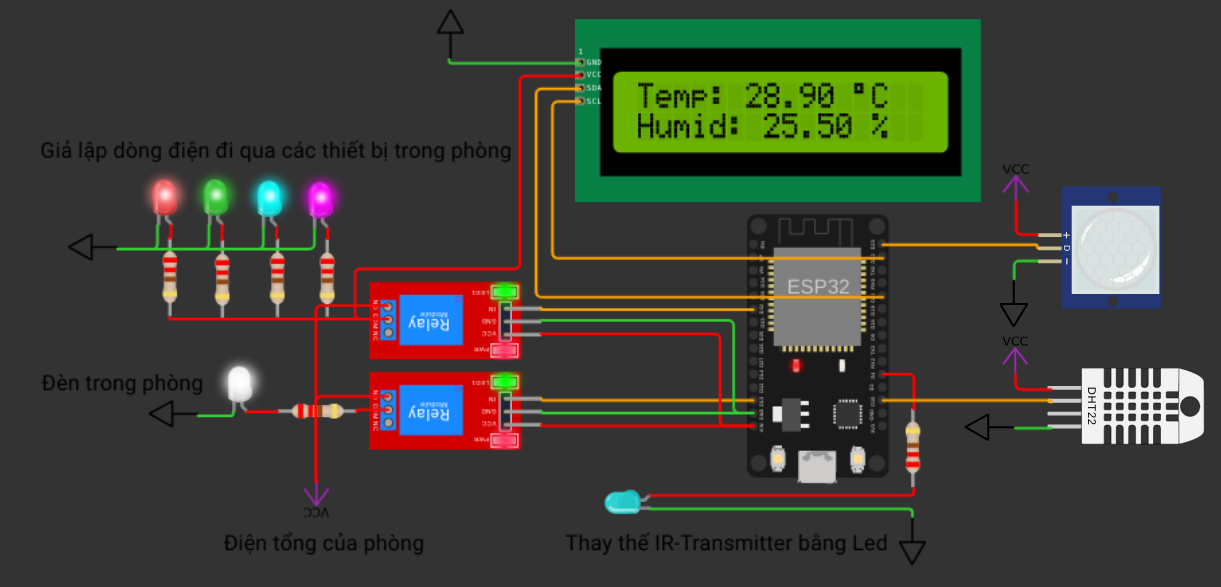 1
GND
VCC
SDA
SCL
Temp: 28.90 °C
Humid: 25.50 %
Giả lập dòng điện đi qua các thiết bị trong phòng
VCC
+
D
-
ESP32
LED1
NO
COM
NC
Relay
Module
IN
GND
VCC
PWR
VCC
DHT22
Đèn trong phòng
LED1
NO
COM
NC
Relay
Module
IN
GND
VCC
PWR
VCC
Điện tổng của phòng
Thay thế IR-Transmitter bằng Led